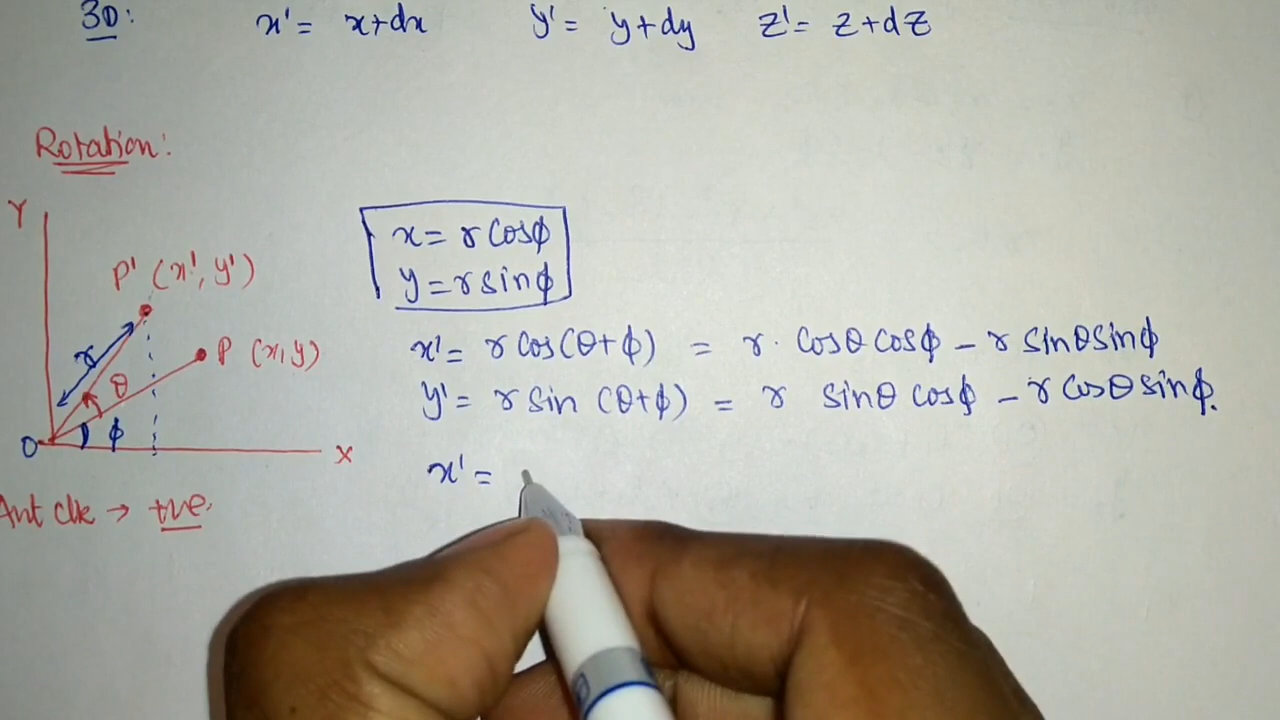 3D: x' = x+dx y' = y+dy z' = z+dz
Rotation:
Y
P' (x', y')
P (x, y)
r
θ
φ
O
X
Ant clk → +ve.
x = r cosφ
y = r sinφ
x' = r cos(θ+φ) = r. cosθ cosφ – r sinθ sinφ
y' = r sin (θ+φ) = r sinθ cosφ – r cosθ sinφ.
x' =